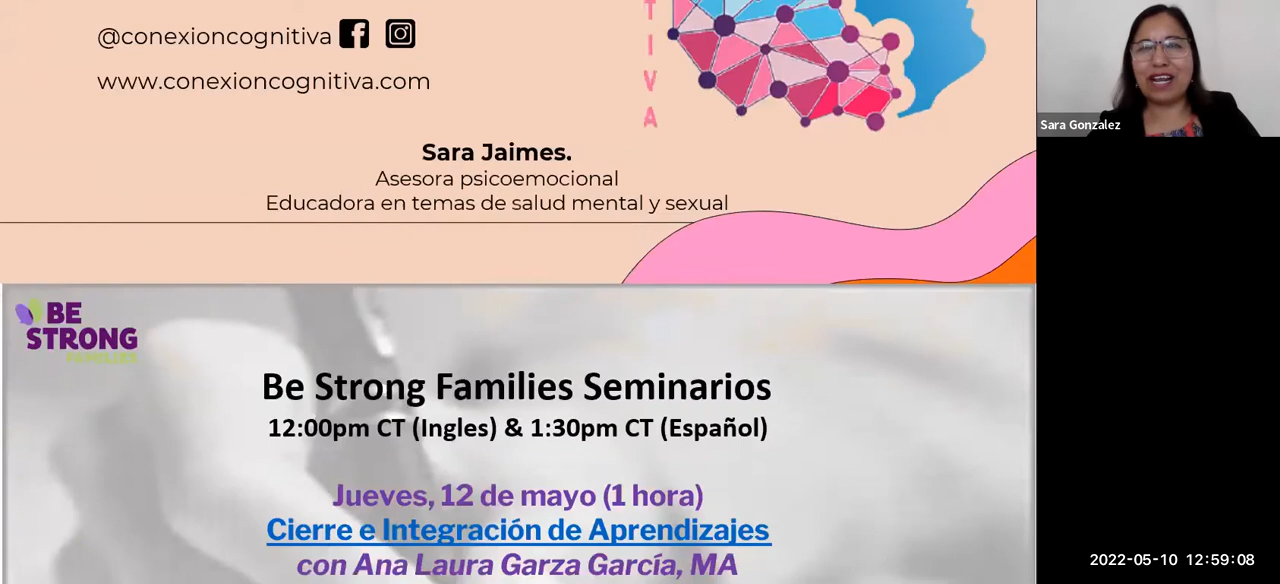 @conexioncognitiva
www.conexioncognitiva.com
T
I
V
A
Sara Jaimes.
Asesora psicoemocional
Educadora en temas de salud mental y sexual
Sara Gonzalez
BE
STRONG
FAMILIES
Be Strong Families Seminarios
12:00pm CT (Ingles) & 1:30pm CT (Español)
Jueves, 12 de mayo (1 hora)
Cierre e Integración de Aprendizajes
con Ana Laura Garza García, MA
2022-05-10 12:59:08